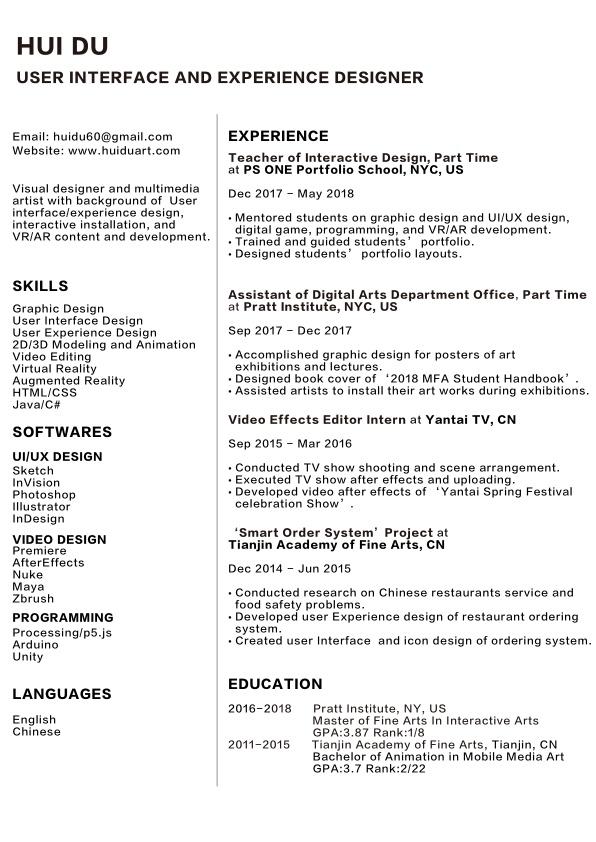 HUI DU
USER INTERFACE AND EXPERIENCE DESIGNER
Email: huidu60@gmail.com
Website: www.huiduart.com
Visual designer and multimedia
artist with background of User
interface/experience design,
interactive installation, and
VR/AR content and development.
SKILLS
Graphic Design
User Interface Design
User Experience Design
2D/3D Modeling and Animation
Video Editing
Virtual Reality
Augmented Reality
HTML/CSS
Java/C#
SOFTWARES
UI/UX DESIGN
Sketch
InVision
Photoshop
Illustrator
InDesign
VIDEO DESIGN
Premiere
AfterEffects
Nuke
Maya
Zbrush
PROGRAMMING
Processing/p5.js
Arduino
Unity
LANGUAGES
English
Chinese
EXPERIENCE
Teacher of Interactive Design, Part Time
at PS ONE Portfolio School, NYC, US
Dec 2017 – May 2018
• Mentored students on graphic design and UI/UX design,
digital game, programming, and VR/AR development.
• Trained and guided students’ portfolio.
• Designed students’ portfolio layouts.
Assistant of Digital Arts Department Office, Part Time
at Pratt Institute, NYC, US
Sep 2017 – Dec 2017
• Accomplished graphic design for posters of art
exhibitions and lectures.
• Designed book cover of ‘2018 MFA Student Handbook’.
• Assisted artists to install their art works during exhibitions.
Video Effects Editor Intern at Yantai TV, CN
Sep 2015 – Mar 2016
• Conducted TV show shooting and scene arrangement.
• Executed TV show after effects and uploading.
• Developed video after effects of ‘Yantai Spring Festival
celebration Show’.
‘Smart Order System’ Project at
Tianjin Academy of Fine Arts, CN
Dec 2014 – Jun 2015
• Conducted research on Chinese restaurants service and
food safety problems.
• Developed user Experience design of restaurant ordering
system.
• Created user Interface and icon design of ordering system.
EDUCATION
2016–2018 Pratt Institute, NY, US
Master of Fine Arts In Interactive Arts
GPA:3.87 Rank:1/8
2011–2015 Tianjin Academy of Fine Arts, Tianjin, CN
Bachelor of Animation in Mobile Media Art
GPA:3.7 Rank:2/22